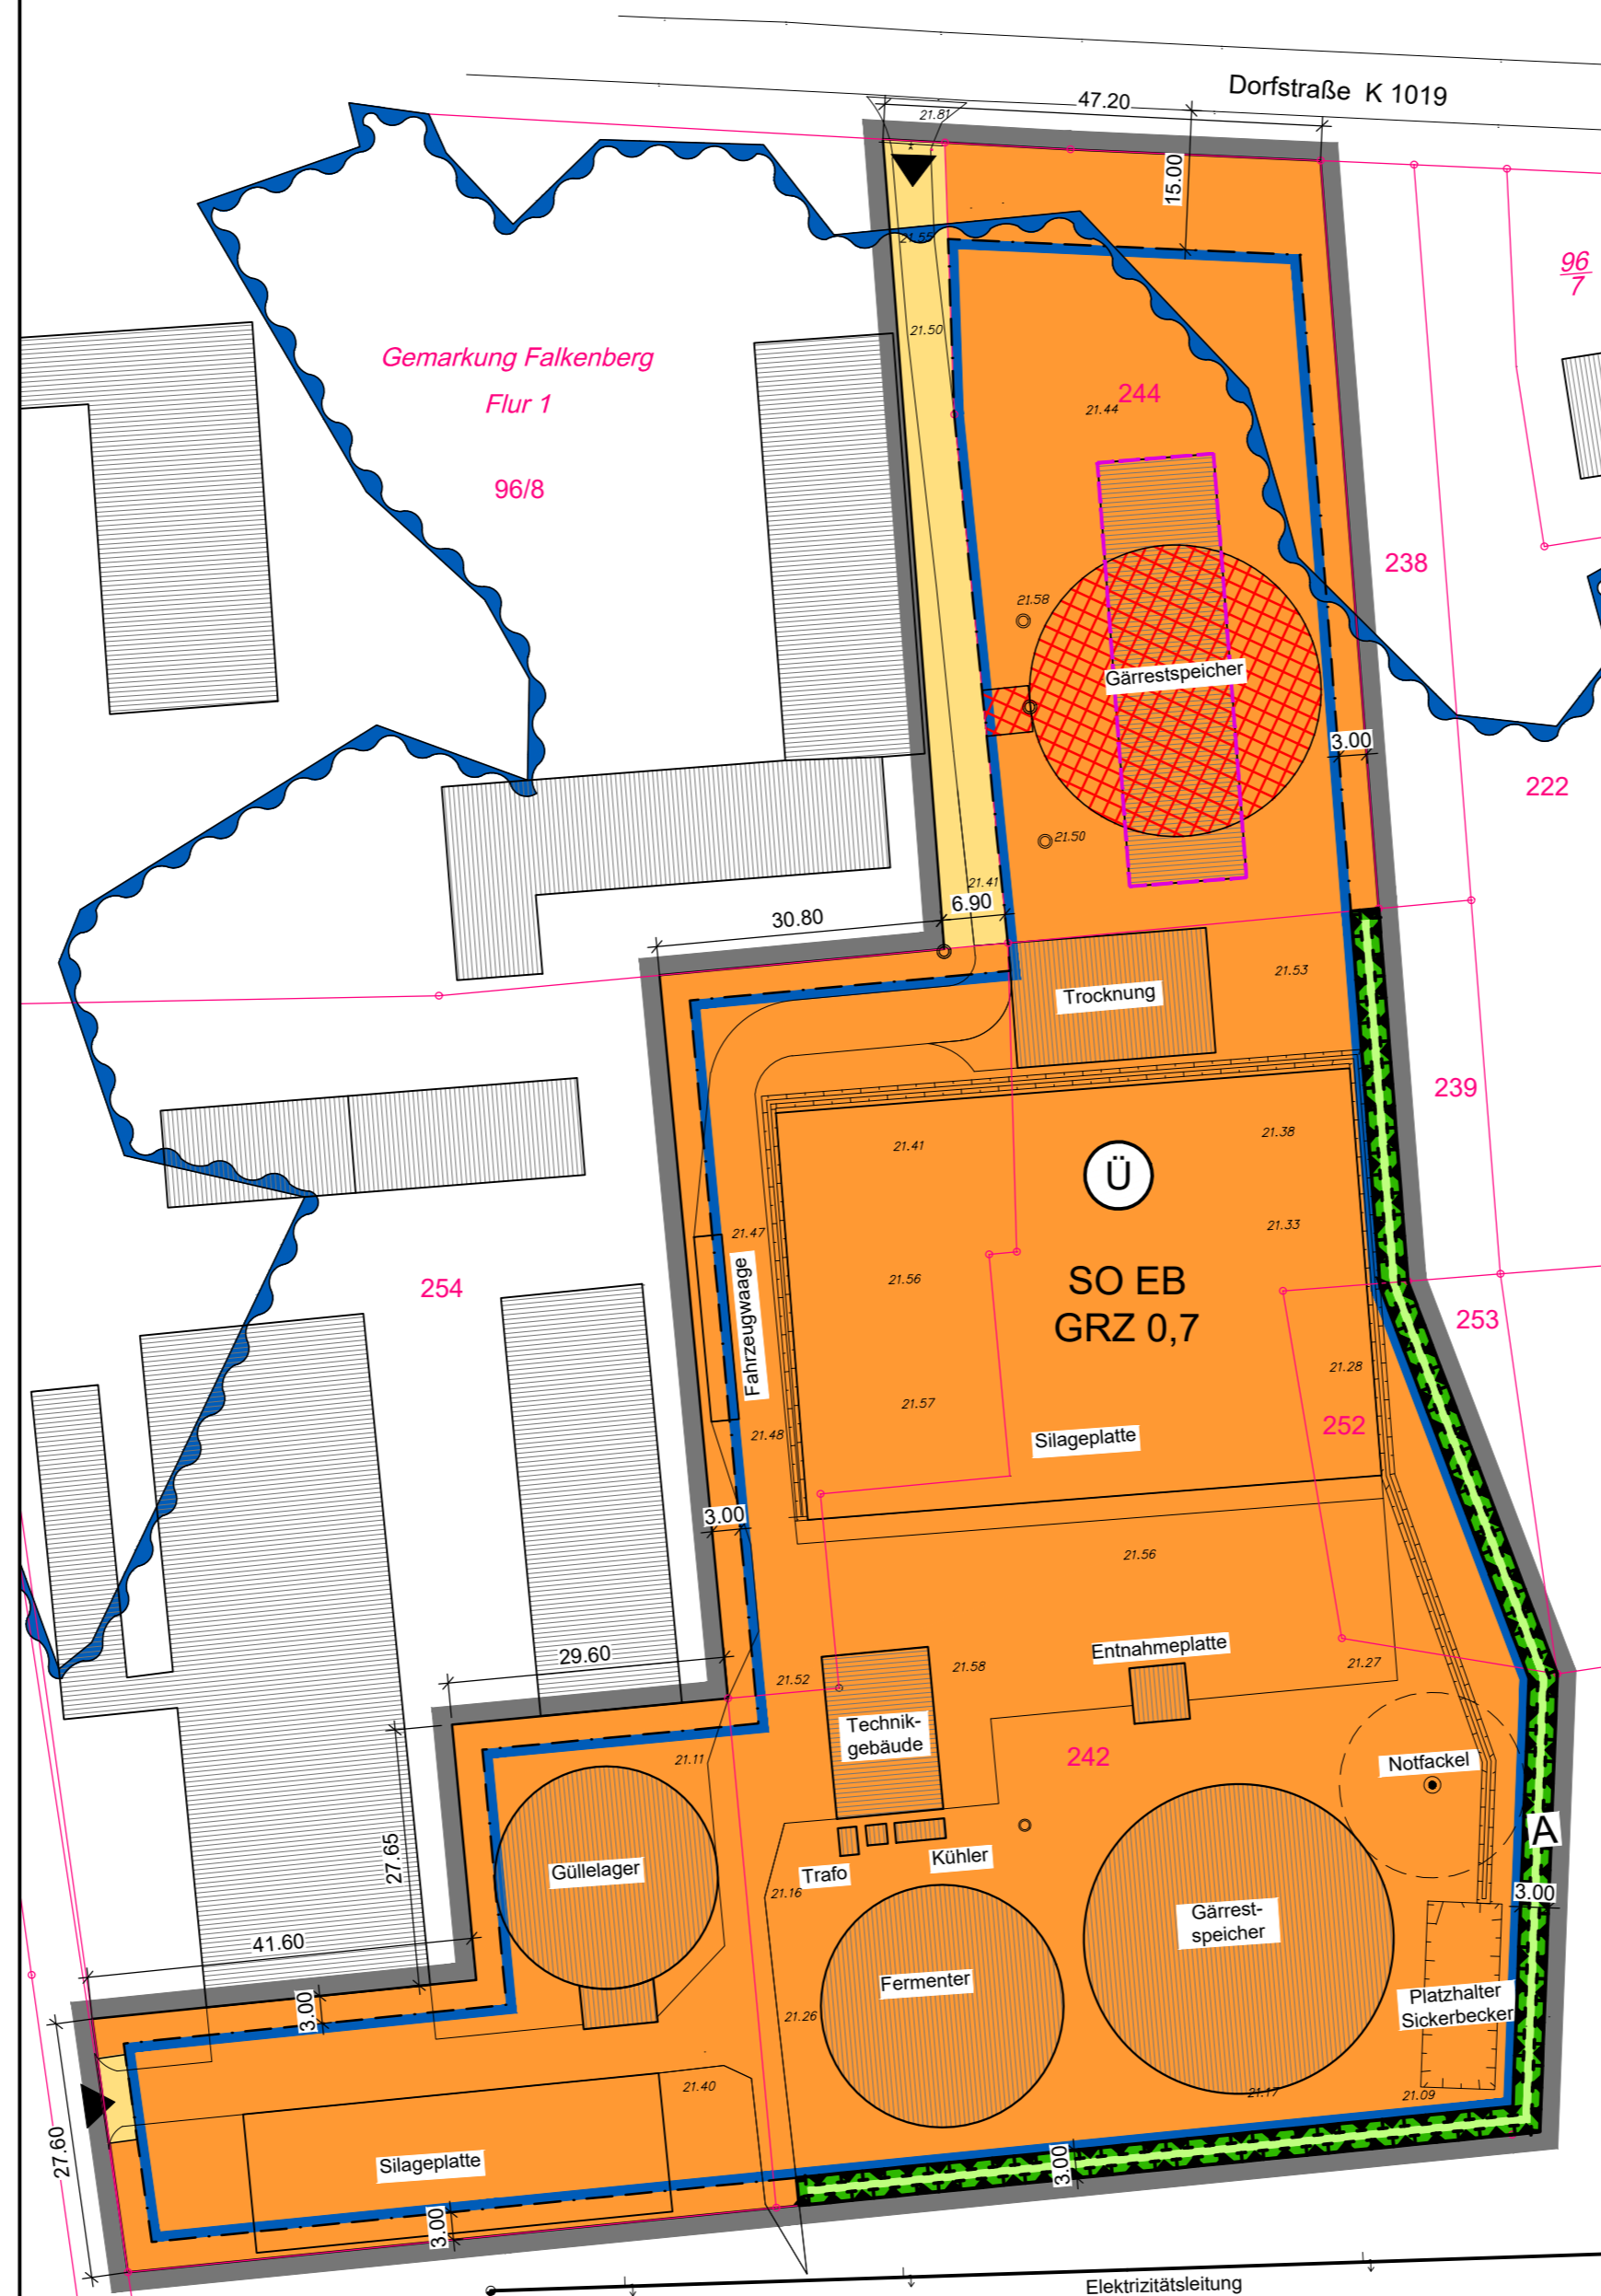 Dorfstraße K 1019
47.20
21.81
15.00
21.55
96
7
21.50
Gemarkung Falkenberg
Flur 1
244
21.44
96/8
238
21.58
Gärrestspeicher
3.00
222
21.50
21.41
6.90
30.80
21.53
Trocknung
239
21.41
21.38
Ü
21.47
21.33
Fahrzeugwaage
21.56
SO EB
GRZ 0,7
254
253
21.28
21.57
252
21.48
Silageplatte
3.00
21.56
29.60
21.52
21.58
Entnahmeplatte
21.27
Technik-
gebäude
21.11
242
Notfackel
27.65
A
Güllelager
Trafo
Kühler
21.16
3.00
Gärrest-
speicher
41.60
Fermenter
Platzhalter
Sickerbecker
3.00
21.26
21.40
21.17
21.09
27.60
Silageplatte
3.00
3.00
Elektrizitätsleitung